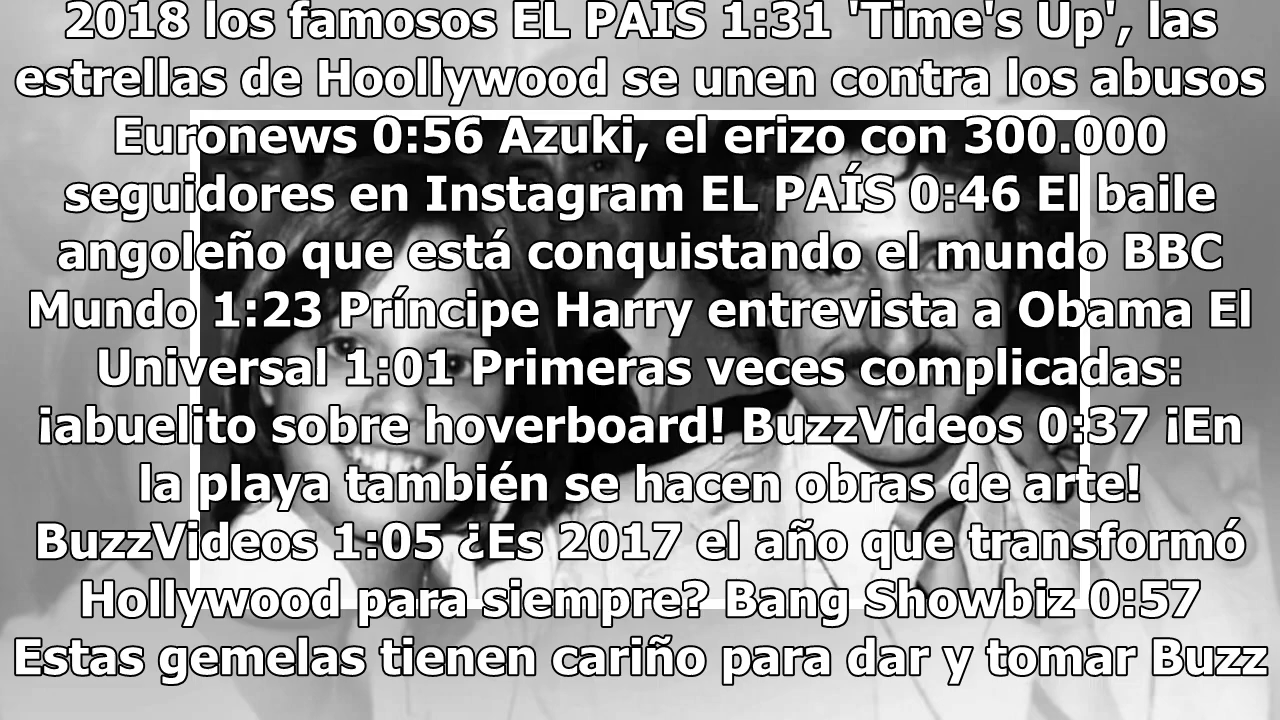 2018 los famosos EL PAÍS 1:31 'Time's Up', las
estrellas de Hoollywood se unen contra los abusos
Euronews 0:56 Azuki, el erizo con 300.000
seguidores en Instagram EL PAÍS 0:46 El baile
angoleño que está conquistando el mundo BBC
Mundo 1:23 Príncipe Harry entrevista a Obama El
Universal 1:01 Primeras veces complicadas:
¡abuelito sobre hoverboard! BuzzVideos 0:37 ¡En
la playa también se hacen obras de arte!
BuzzVideos 1:05 ¿Es 2017 el año que transformó
Hollywood para siempre? Bang Showbiz 0:57
Estas gemelas tienen cariño para dar y tomar Buzz